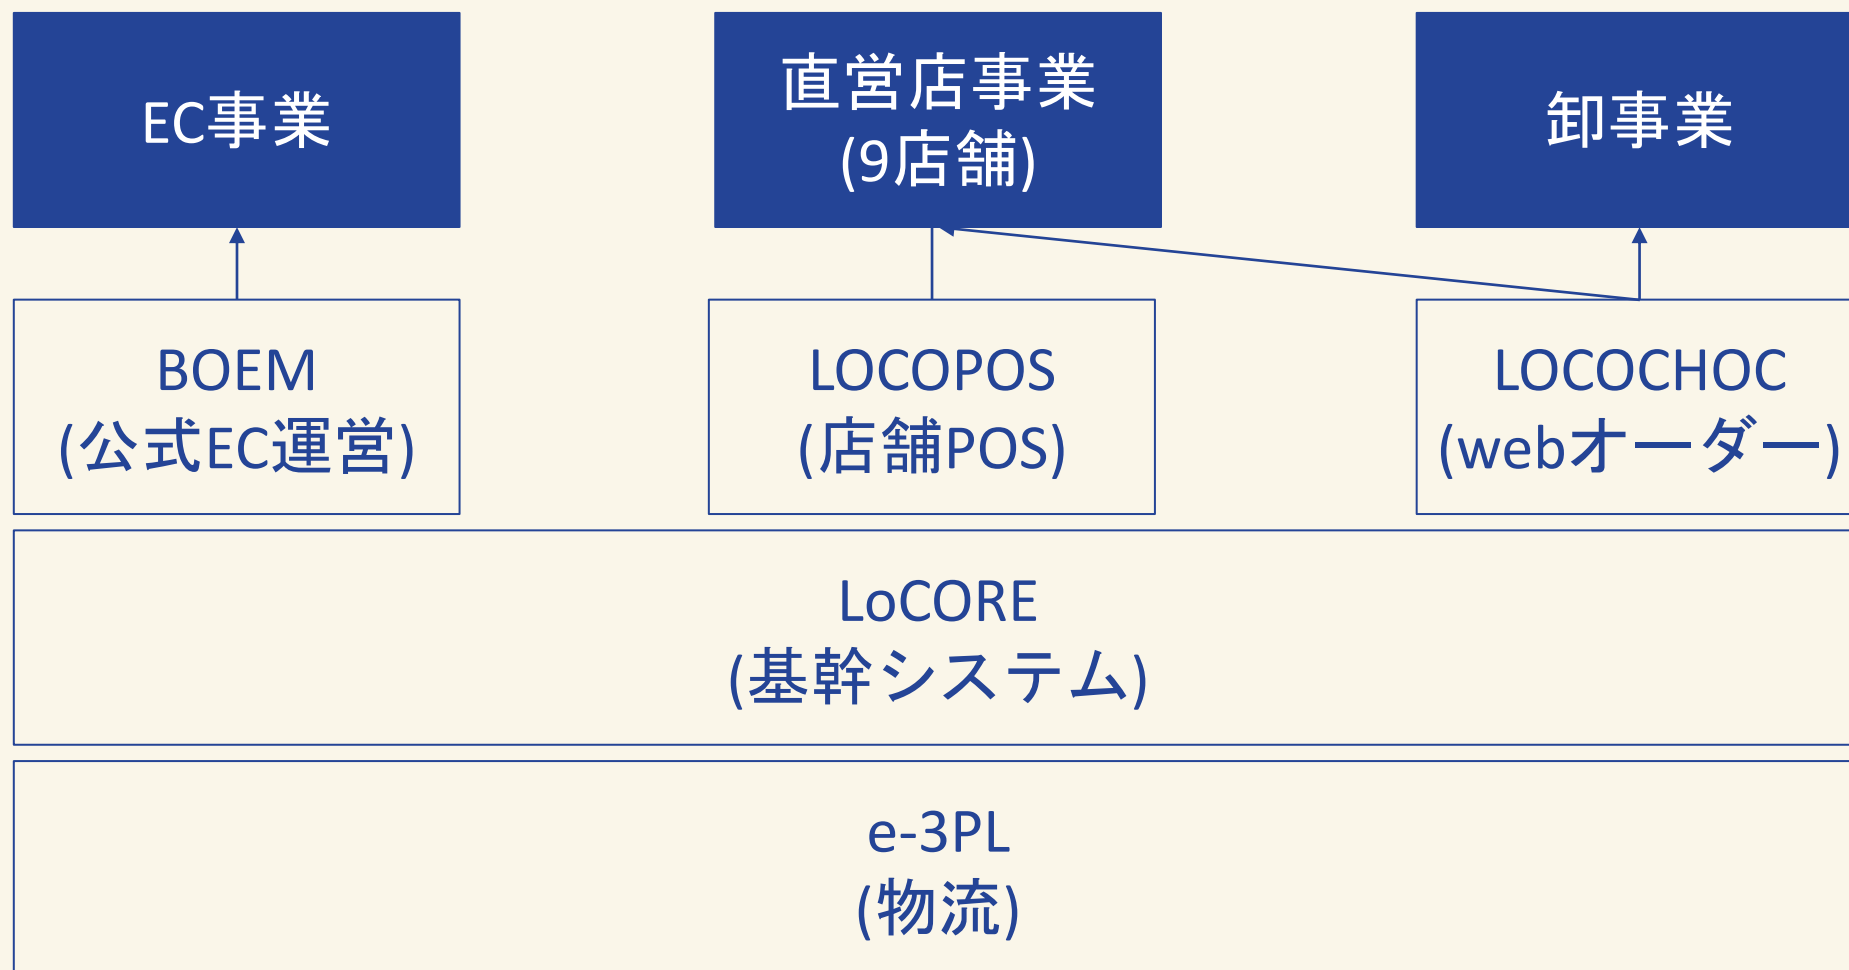 EC事業
直営店事業
(9店舗)
卸事業
BOEM
(公式EC運営)
LOCOPOS
(店舗POS)
LOCOCHOC
(webオーダー)
LoCORE
(基幹システム)
e-3PL
(物流)